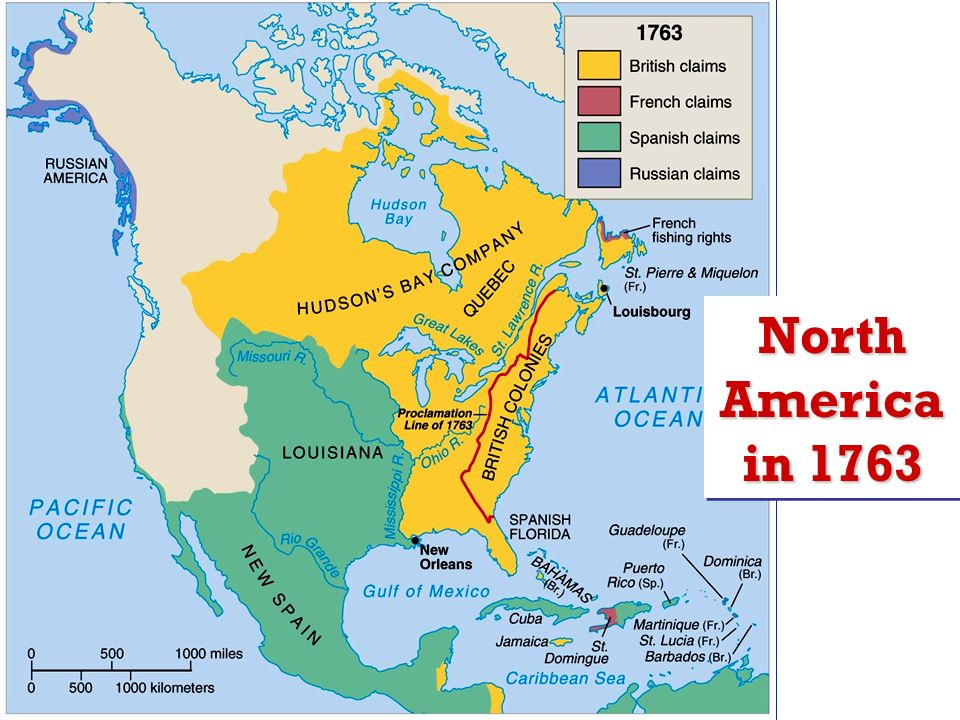 1763
British claims
French claims
Spanish claims
Russian claims
RUSSIAN
AMERICA
Hudson
Bay
French
fishing rights
St. Pierre & Miquelon
(Fr.)
Louisbourg
HUDSON'S BAY COMPANY
QUEBEC
St. Lawrence R.
Great Lakes
North
America
in 1763
Missouri R.
ATLANTI
OCEAN
Proclamation
Line of 1763
BRITISH COLONIES
Ohio R.
LOUISIANA
Mississippi R.
PACIFIC
OCEAN
Rio Grande
NEW SPAIN
New
Orleans
SPANISH
FLORIDA
Gulf of Mexico
BAHAMAS
(Br.)
Guadeloupe
(Fr.)
Dominica
(Br.)
Puerto
Rico (Sp.)
Cuba
Jamaica
St.
Domingue
Martinique (Fr.)
St. Lucia (Fr.)
Barbados (Br.)
Caribbean Sea
0 500 1000 miles
0 500 1000 kilometers